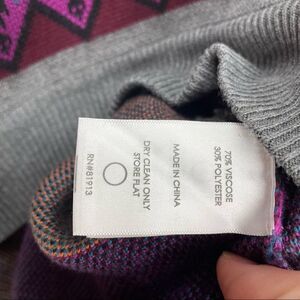 70% VISCOSE
30% POLYESTER
MADE IN CHINA
DRY CLEAN ONLY
STORE FLAT
RN#81913